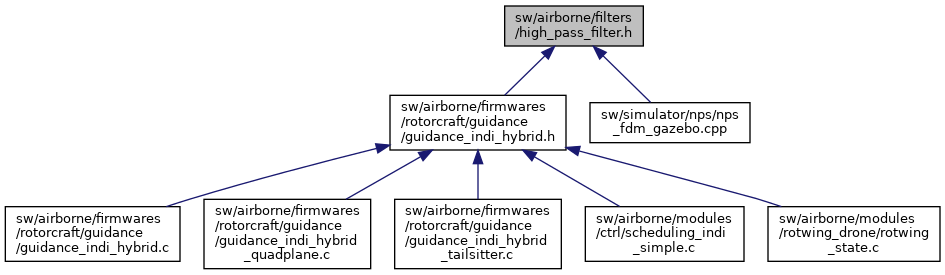 sw/airborne/filters
/high_pass_filter.h
sw/airborne/firmwares
/rotorcraft/guidance
/guidance_indi_hybrid.h
sw/simulator/nps/nps
_fdm_gazebo.cpp
sw/airborne/firmwares
/rotorcraft/guidance
/guidance_indi_hybrid.c
sw/airborne/firmwares
/rotorcraft/guidance
/guidance_indi_hybrid
_quadplane.c
sw/airborne/firmwares
/rotorcraft/guidance
/guidance_indi_hybrid
_tailsitter.c
sw/airborne/modules
/ctrl/scheduling_indi
_simple.c
sw/airborne/modules
/rotwing_drone/rotwing
_state.c